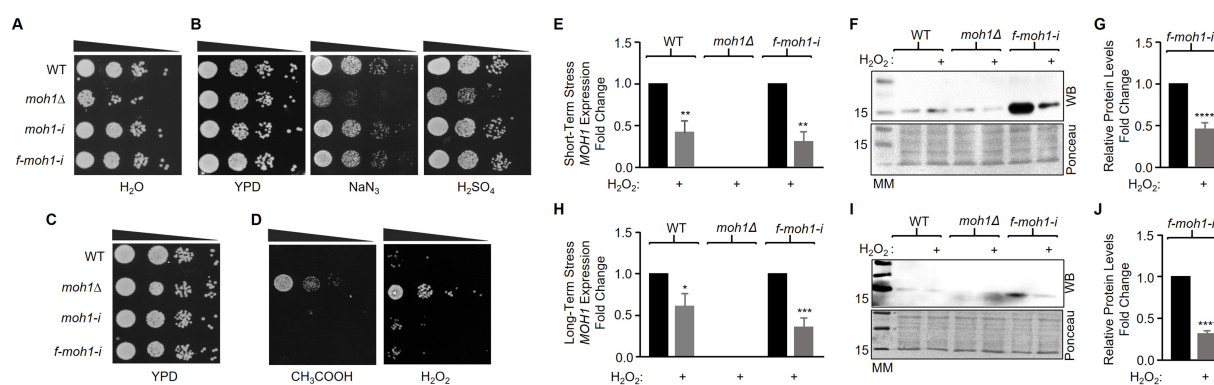 A
B
WT
moh1Δ
moh1-i
f-moh1-i
H₂O
YPD
NaN₃
H₂SO₄
C
D
WT
moh1Δ
moh1-i
f-moh1-i
YPD
CH₃COOH
H₂O₂
E
WT
moh1Δ
f-moh1-i
Short-Term Stress
MOH1 Expression
Fold Change
1.5
1.0
0.5
0.0
**
**
H₂O₂: + + +
F
WT
moh1Δ
f-moh1-i
H₂O₂: + + +
15
WB
15
Ponceau
MM
G
f-moh1-i
Relative Protein Levels
Fold Change
1.5
1.0
0.5
0.0
****
H₂O₂: +
H
WT
moh1Δ
f-moh1-i
Long-Term Stress
MOH1 Expression
Fold Change
1.5
1.0
0.5
0.0
*
***
H₂O₂: + + +
I
WT
moh1Δ
f-moh1-i
H₂O₂: + + +
15
WB
15
Ponceau
MM
J
f-moh1-i
Relative Protein Levels
Fold Change
1.5
1.0
0.5
0.0
****
H₂O₂: +